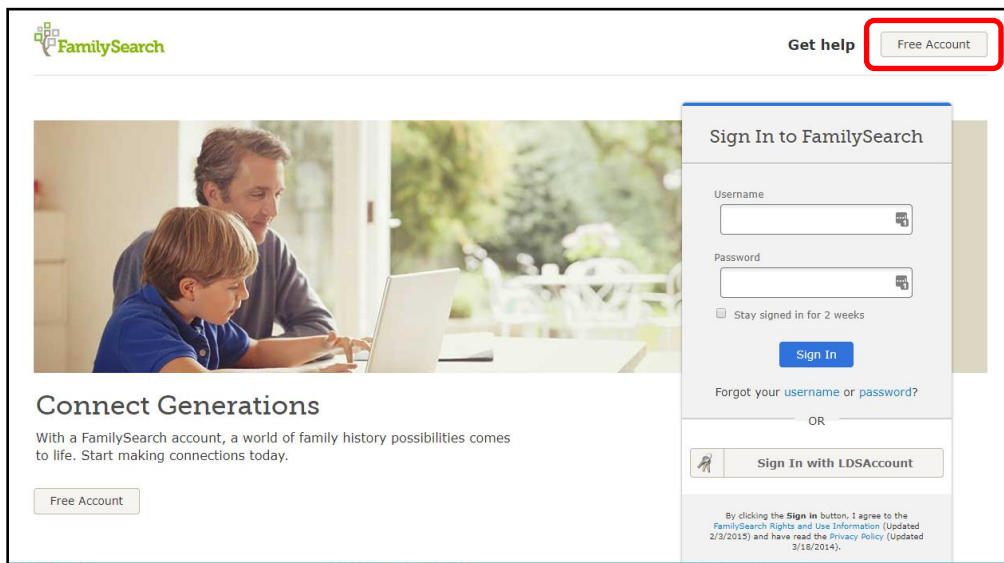 FamilySearch
Get help
Free Account
Sign In to FamilySearch
Username
Password
Stay signed in for 2 weeks
Sign In
Forgot your username or password?
OR
Sign In with LDSAccount
By clicking the Sign in button, I agree to the
FamilySearch Rights and Use Information (Updated
2/3/2015) and have read the Privacy Policy (Updated
3/18/2014).
Connect Generations
With a FamilySearch account, a world of family history possibilities comes
to life. Start making connections today.
Free Account